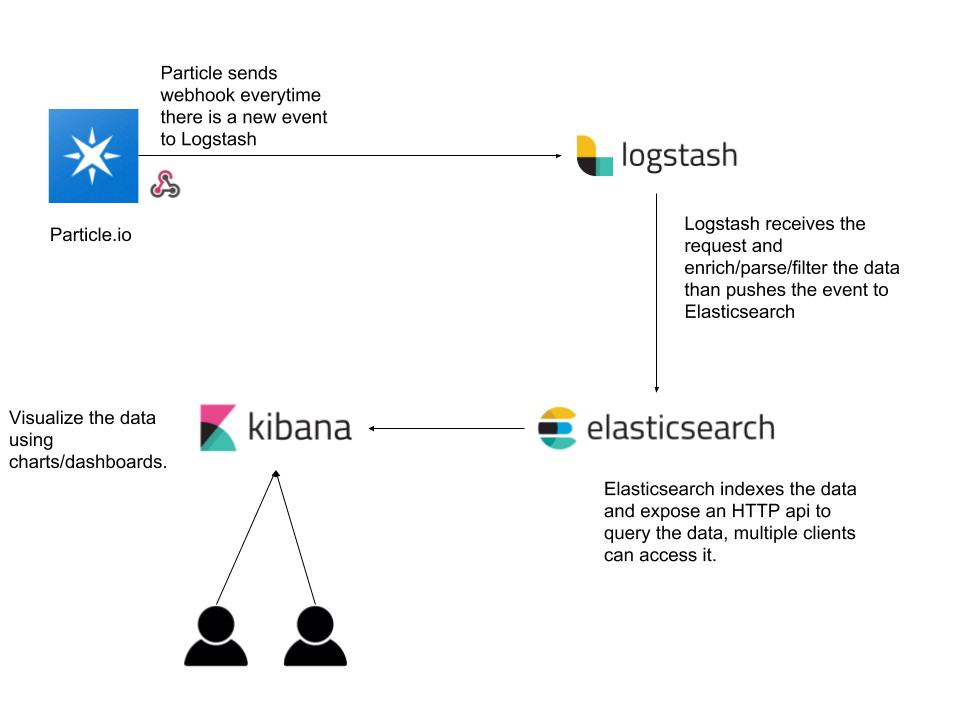 Particle sends
webhook everytime
there is a new event
to Logstash
logstash
Particle.io
Logstash receives the
request and
enrich/parse/filter the data
than pushes the event to
Elasticsearch
Visualize the data
using
charts/dashboards.
kibana
elasticsearch
Elasticsearch indexes the data
and expose an HTTP api to
query the data, multiple clients
can access it.